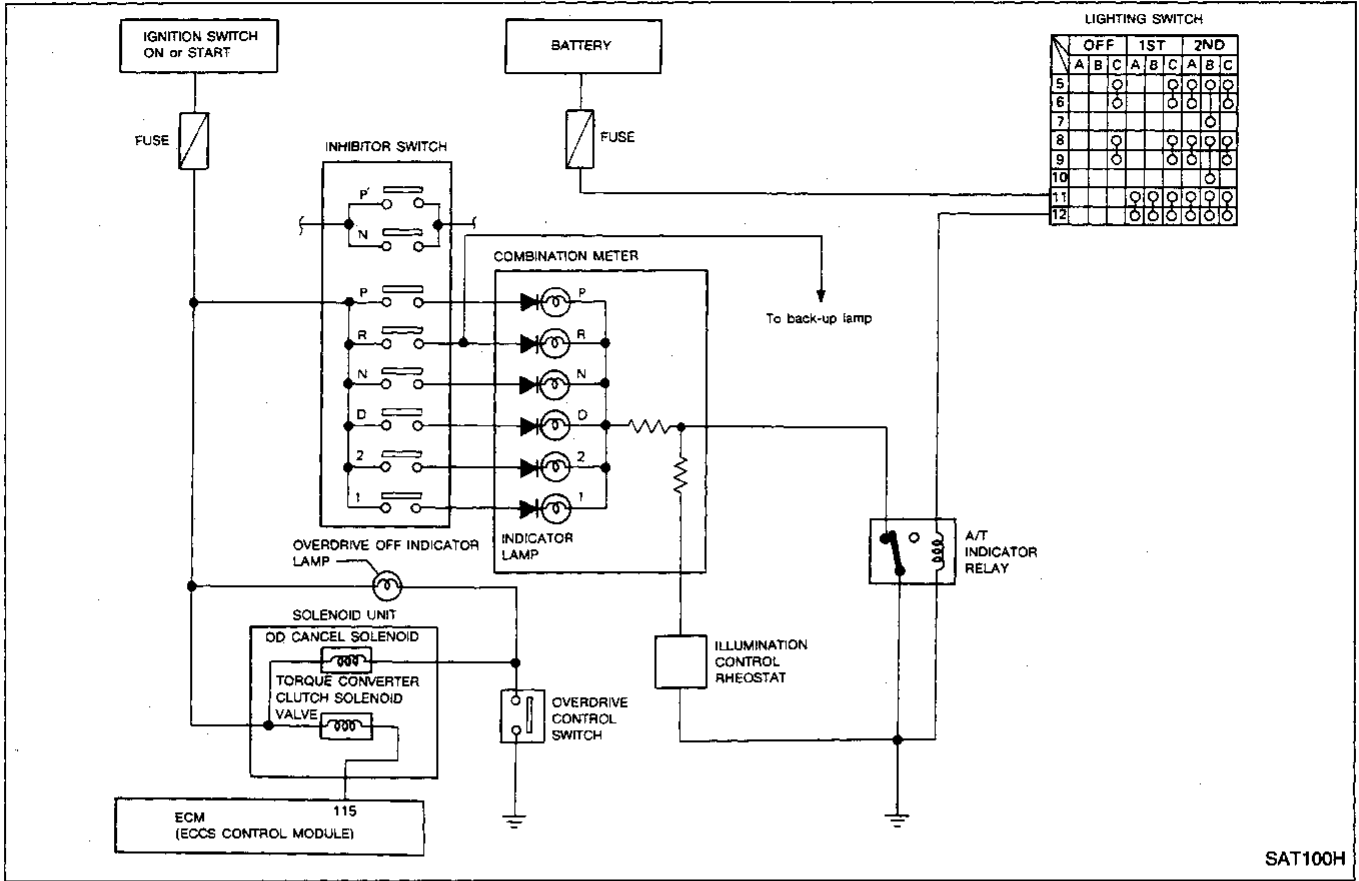 IGNITION SWITCH
ON or START
BATTERY
LIGHTING SWITCH
OFF 1ST 2ND
A B C A B C A B C
5
6
7
8
9
10
11
12
FUSE
FUSE
INHIBITOR SWITCH
P
N
COMBINATION METER
To back-up lamp
P P
R R
N N
D D
2 2
1 1
INDICATOR
LAMP
OVERDRIVE OFF INDICATOR
LAMP
A/T
INDICATOR
RELAY
SOLENOID UNIT
OD CANCEL SOLENOID
TORQUE CONVERTER
CLUTCH SOLENOID
VALVE
OVERDRIVE
CONTROL
SWITCH
ILLUMINATION
CONTROL
RHEOSTAT
115
ECM
(ECCS CONTROL MODULE)
SAT100H